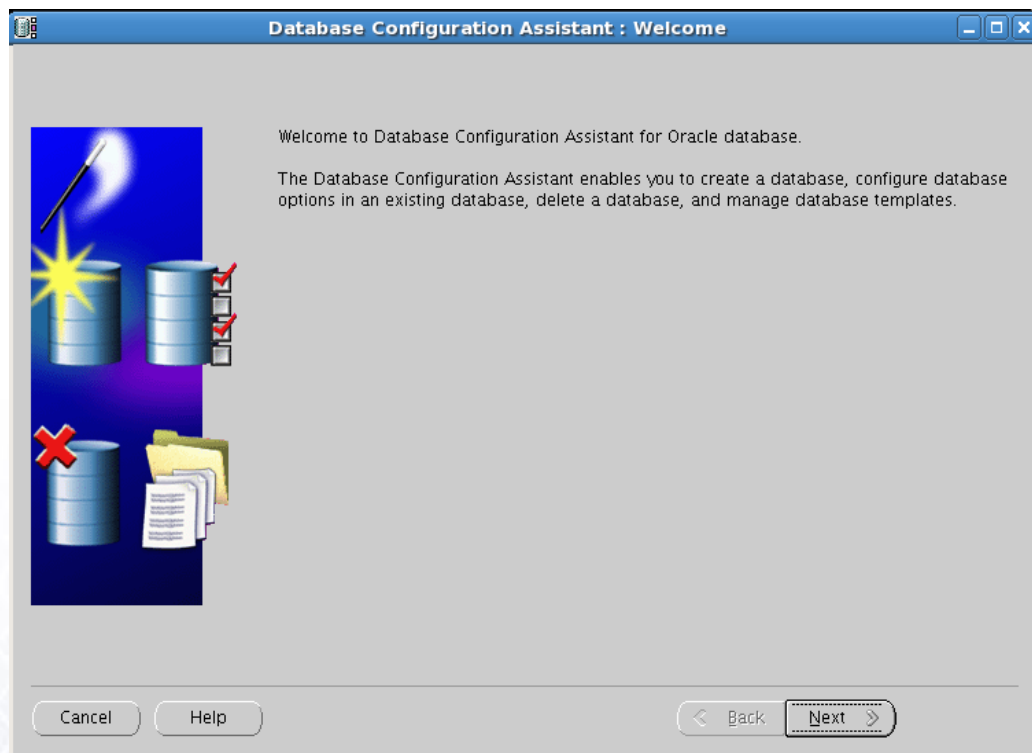 Database Configuration Assistant : Welcome
Welcome to Database Configuration Assistant for Oracle database.
The Database Configuration Assistant enables you to create a database, configure database
options in an existing database, delete a database, and manage database templates.
Cancel
Help
Back
Next